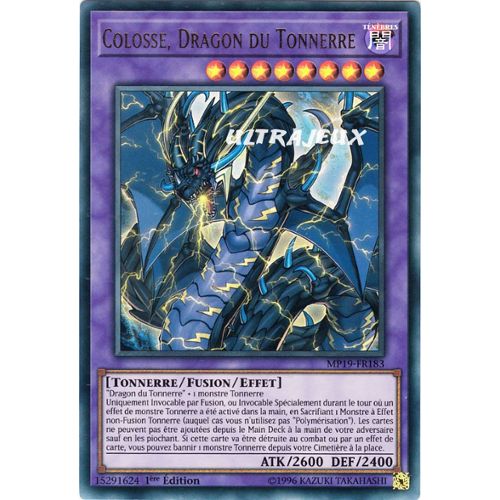 Colosse, Dragon du Tonnerre
TÉNÈBRES
闇
ULTRAJEUX
MP19-FR183
[Tonnerre/Fusion/Effet]
"Dragon du Tonnerre" + 1 monstre Tonnerre
Uniquement Invocable par Fusion, ou Invocable Spécialement durant le tour où un
effet de monstre Tonnerre a été activé dans la main, en Sacrifiant 1 Monstre à Effet
non-Fusion Tonnerre (auquel cas vous n'utilisez pas "Polymérisation"). Les cartes
ne peuvent pas être ajoutées depuis le Main Deck à la main de votre adversaire
sauf en les piochant. Si cette carte va être détruite au combat ou par un effet de
carte, vous pouvez bannir 1 monstre Tonnerre depuis votre Cimetière à la place.
ATK/2600 DEF/2400
15291624 1ère Édition
©1996 KAZUKI TAKAHASHI